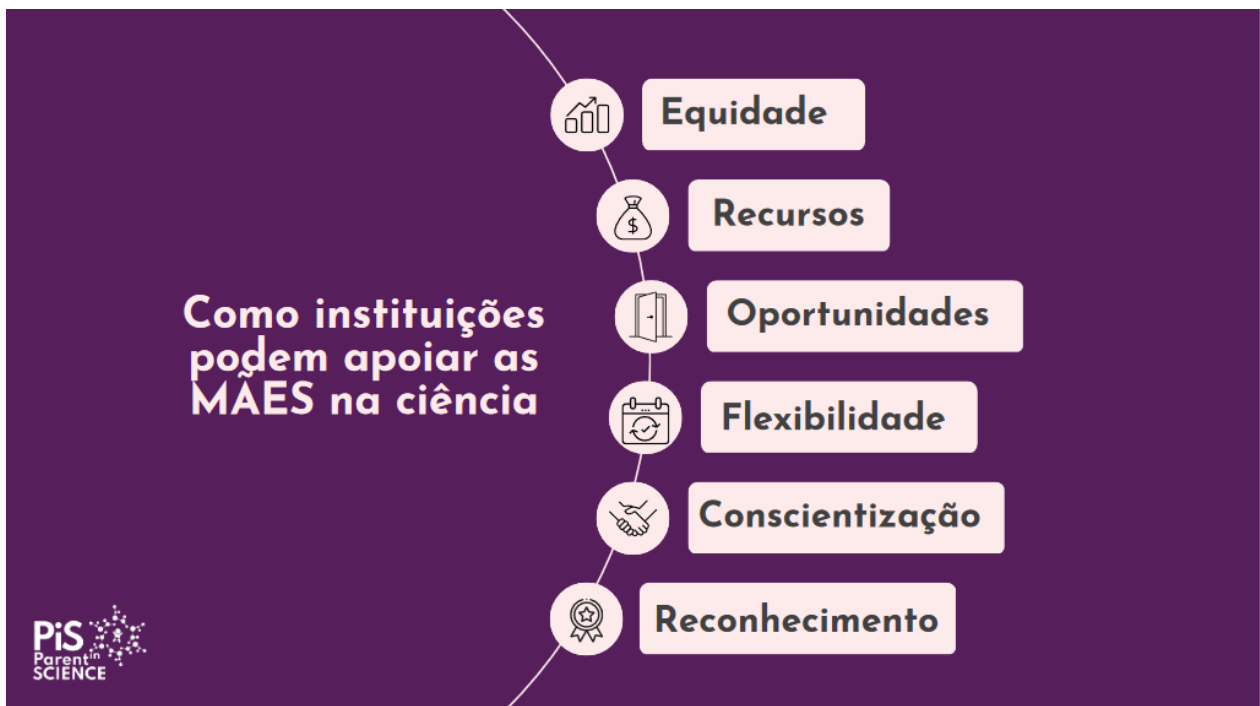 Equidade
Recursos
Como instituições
podem apoiar as
MÃES na ciência
Oportunidades
Flexibilidade
Conscientização
Reconhecimento
PiS
Parent in
SCIENCE
$